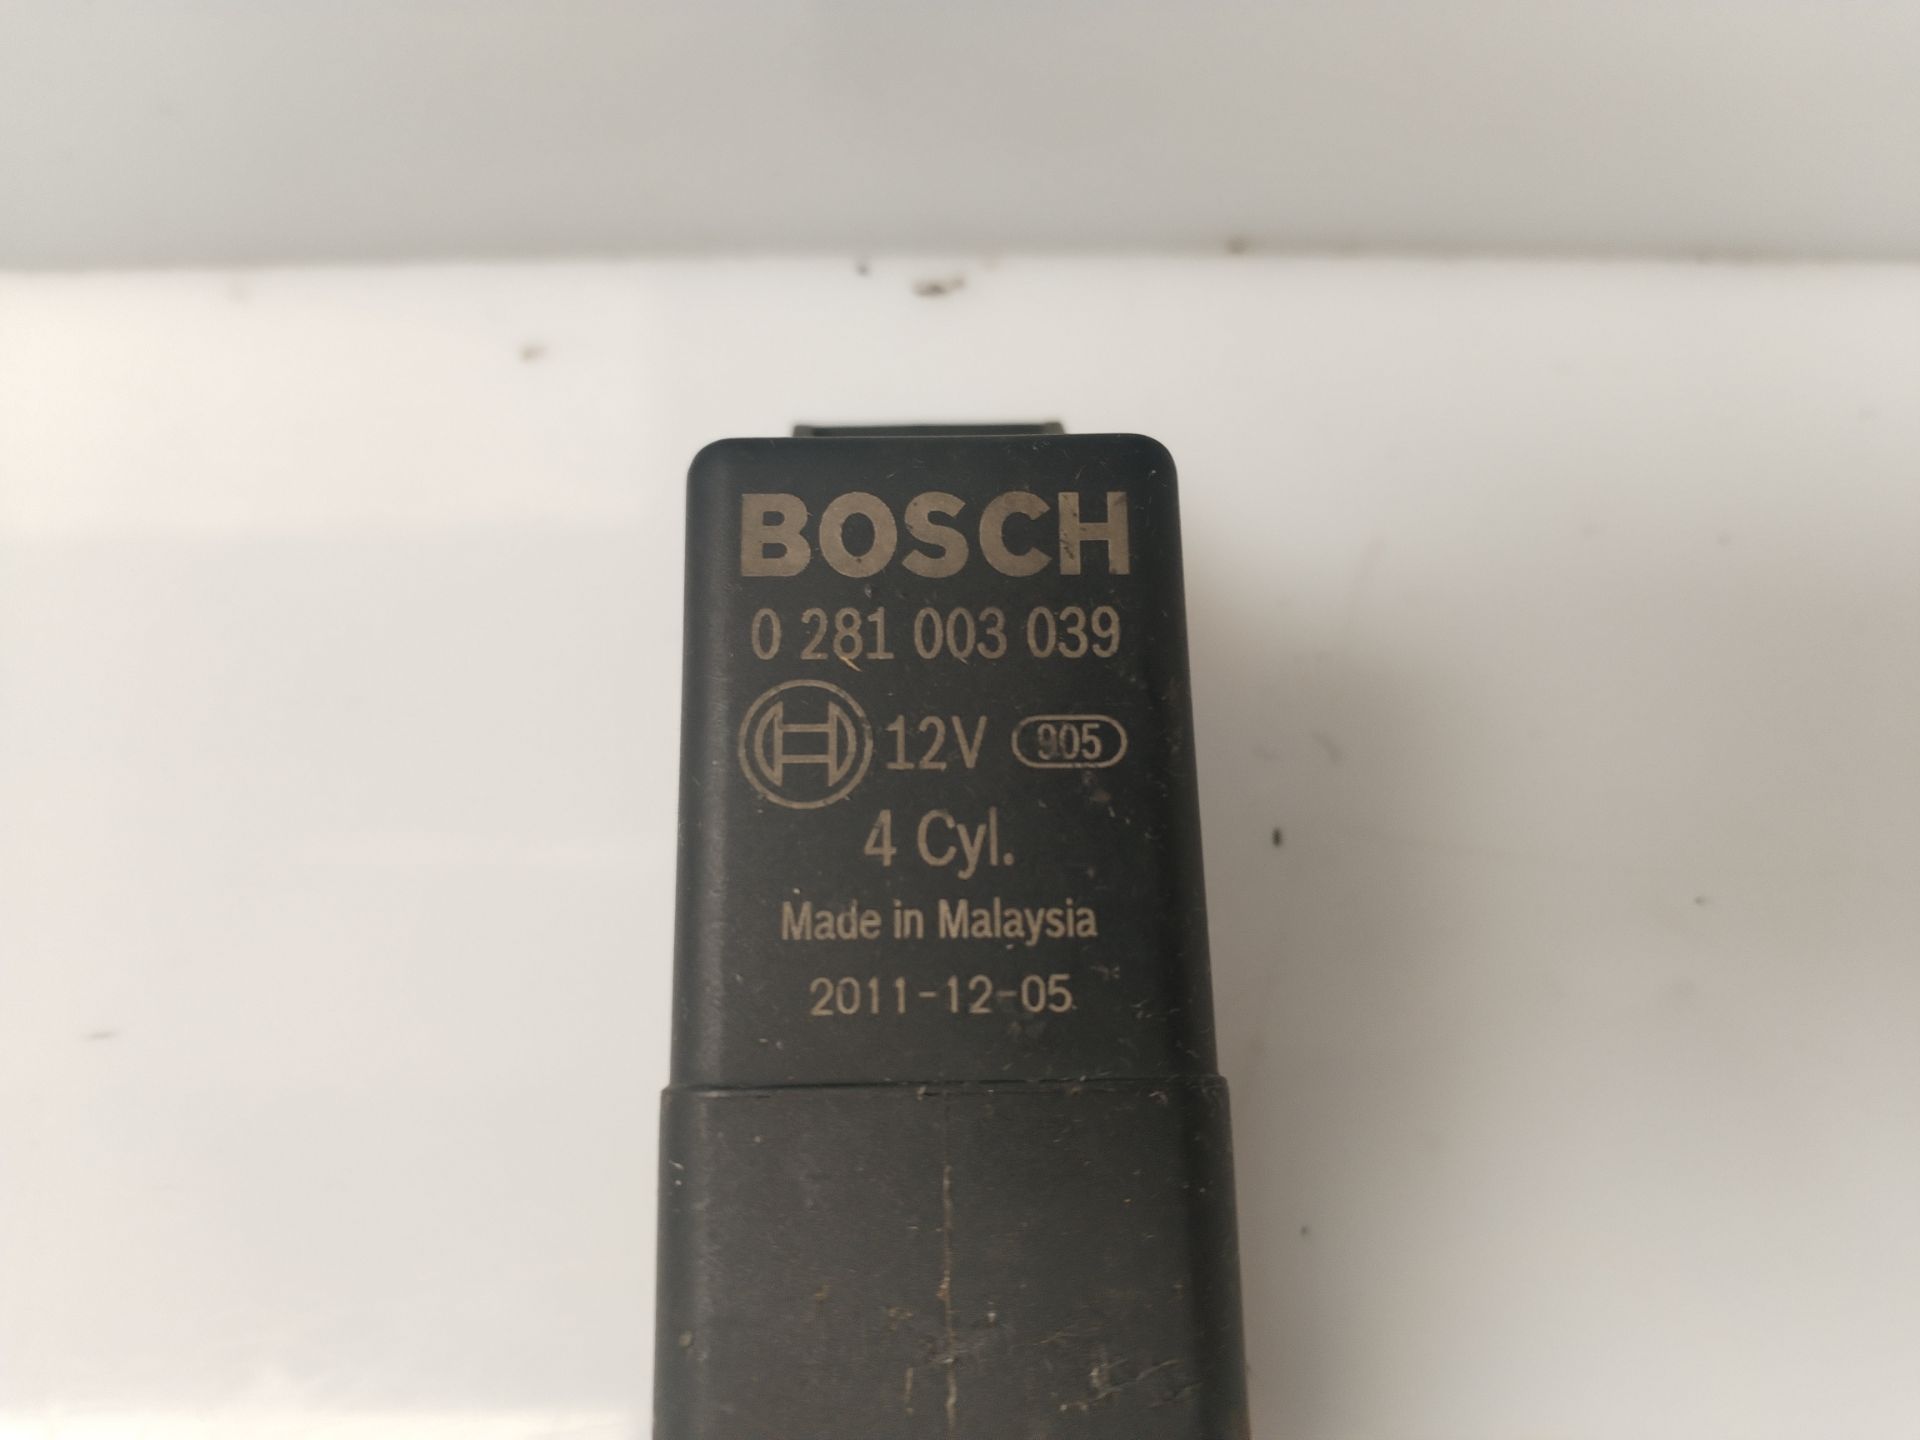 BOSCH
0 281 003 039
12V 905
4 Cyl.
Made in Malaysia
2011-12-05